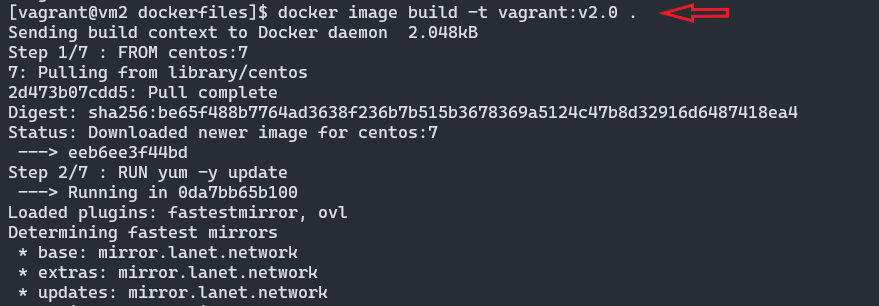 [vagrant@vm2 dockerfiles]$ docker image build -t vagrant:v2.0 .
Sending build context to Docker daemon  2.048kB
Step 1/7 : FROM centos:7
7: Pulling from library/centos
2d473b07cdd5: Pull complete
Digest: sha256:be65f488b7764ad3638f236b7b515b3678369a5124c47b8d32916d6487418ea4
Status: Downloaded newer image for centos:7
 ---> eeb6ee3f44bd
Step 2/7 : RUN yum -y update
 ---> Running in 0da7bb65b100
Loaded plugins: fastestmirror, ovl
Determining fastest mirrors
 * base: mirror.lanet.network
 * extras: mirror.lanet.network
 * updates: mirror.lanet.network